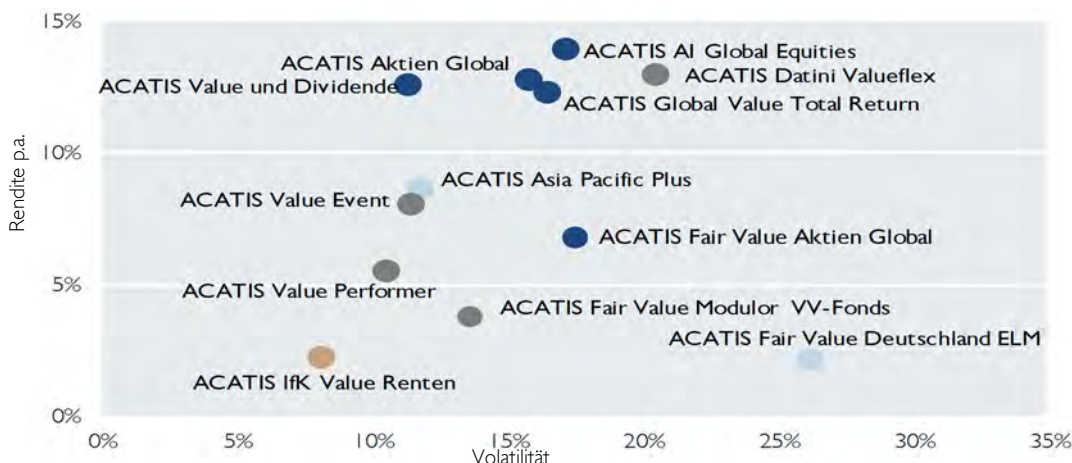 15%
ACATIS AI Global Equities
ACATIS Aktien Global
ACATIS Datini Valueflex
ACATIS Value und Dividende
ACATIS Global Value Total Return
10%
Rendite p.a.
ACATIS Asia Pacific Plus
ACATIS Value Event
ACATIS Fair Value Aktien Global
5%
ACATIS Value Performer
ACATIS Fair Value Modulor VV-Fonds
ACATIS Fair Value Deutschland ELM
ACATIS IfK Value Renten
0%
0% 5% 10% 15% 20% 25% 30% 35%
Volatilität